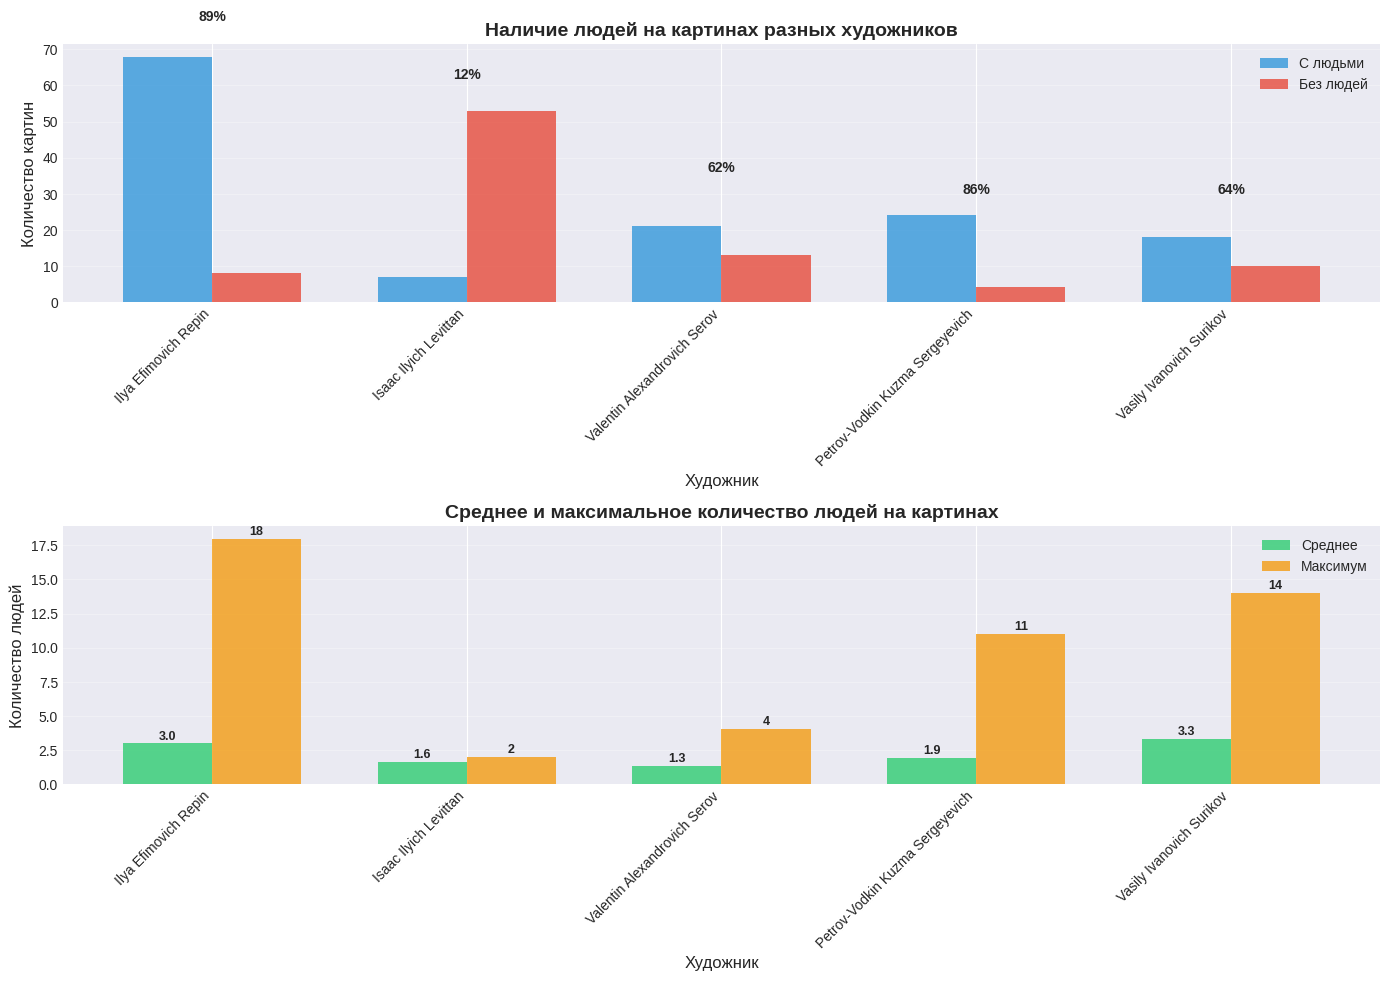 89%
Наличие людей на картинах разных художников
70
60
50
40
30
20
10
0
Количество картин
12%
62%
86%
64%
С людьми
Без людей
Ilya Efimovich Repin
Isaac Ilyich Levittan
Valentin Alexandrovich Serov
Petrov-Vodkin Kuzma Sergeyevich
Vasily Ivanovich Surikov
Художник
Среднее и максимальное количество людей на картинах
17.5
15.0
12.5
10.0
7.5
5.0
2.5
0.0
Количество людей
3.0
18
1.6
2
1.3
4
1.9
11
3.3
14
Среднее
Максимум
Ilya Efimovich Repin
Isaac Ilyich Levittan
Valentin Alexandrovich Serov
Petrov-Vodkin Kuzma Sergeyevich
Vasily Ivanovich Surikov
Художник